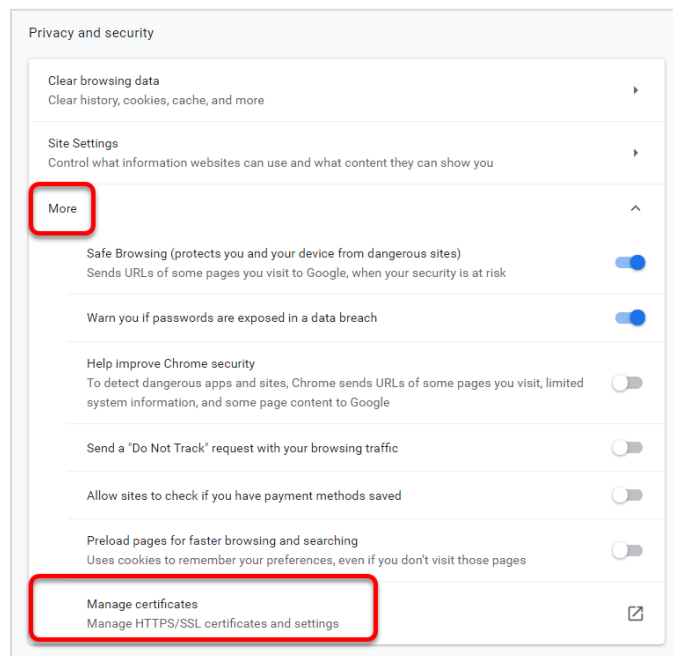 Privacy and security
Clear browsing data
Clear history, cookies, cache, and more
Site Settings
Control what information websites can use and what content they can show you
More
Safe Browsing (protects you and your device from dangerous sites)
Sends URLs of some pages you visit to Google, when your security is at risk
Warn you if passwords are exposed in a data breach
Help improve Chrome security
To detect dangerous apps and sites, Chrome sends URLs of some pages you visit, limited
system information, and some page content to Google
Send a "Do Not Track" request with your browsing traffic
Allow sites to check if you have payment methods saved
Preload pages for faster browsing and searching
Uses cookies to remember your preferences, even if you don't visit those pages
Manage certificates
Manage HTTPS/SSL certificates and settings